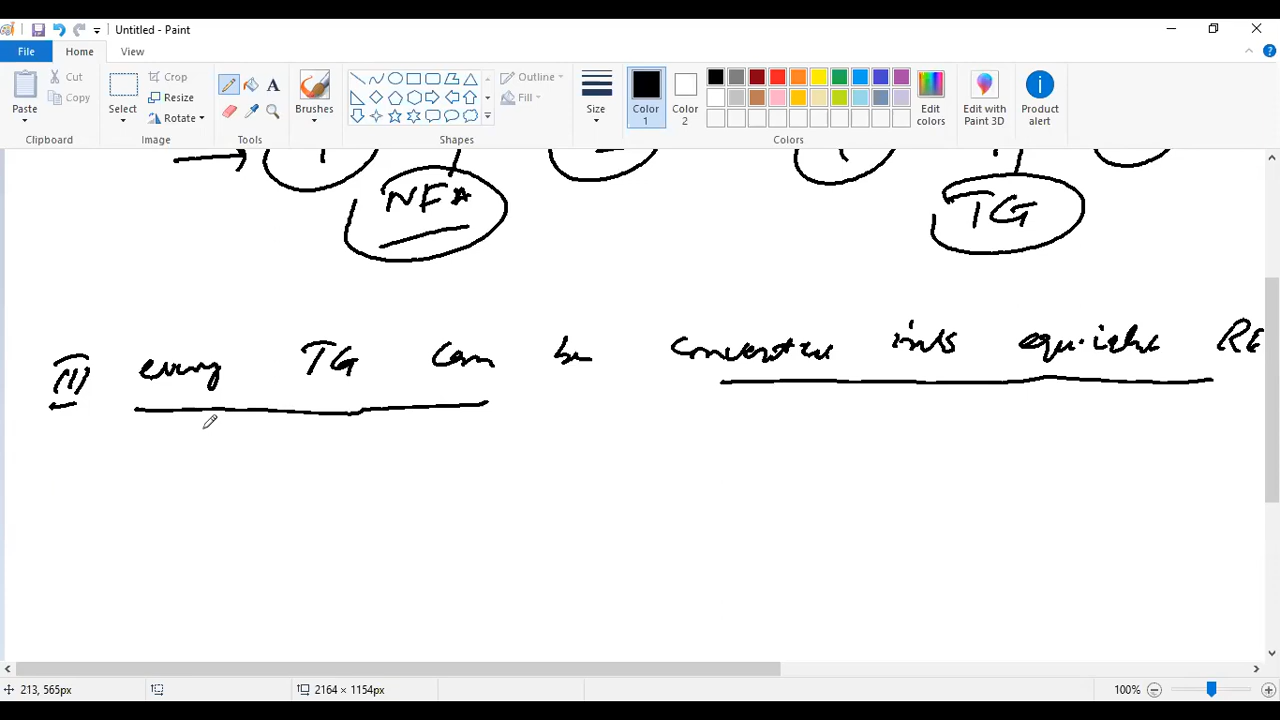 Untitled - Paint
File Home View
Paste
Cut
Copy
Clipboard
Select
Crop
Resize
Rotate
Image
A
Tools
Brushes
Outline
Fill
Shapes
Size
Color 1
Color 2
Edit colors
Colors
Edit with Paint 3D
Product alert
NFA
TG
III every TG can be converted into RE
213, 565px
2164 × 1154px
100%